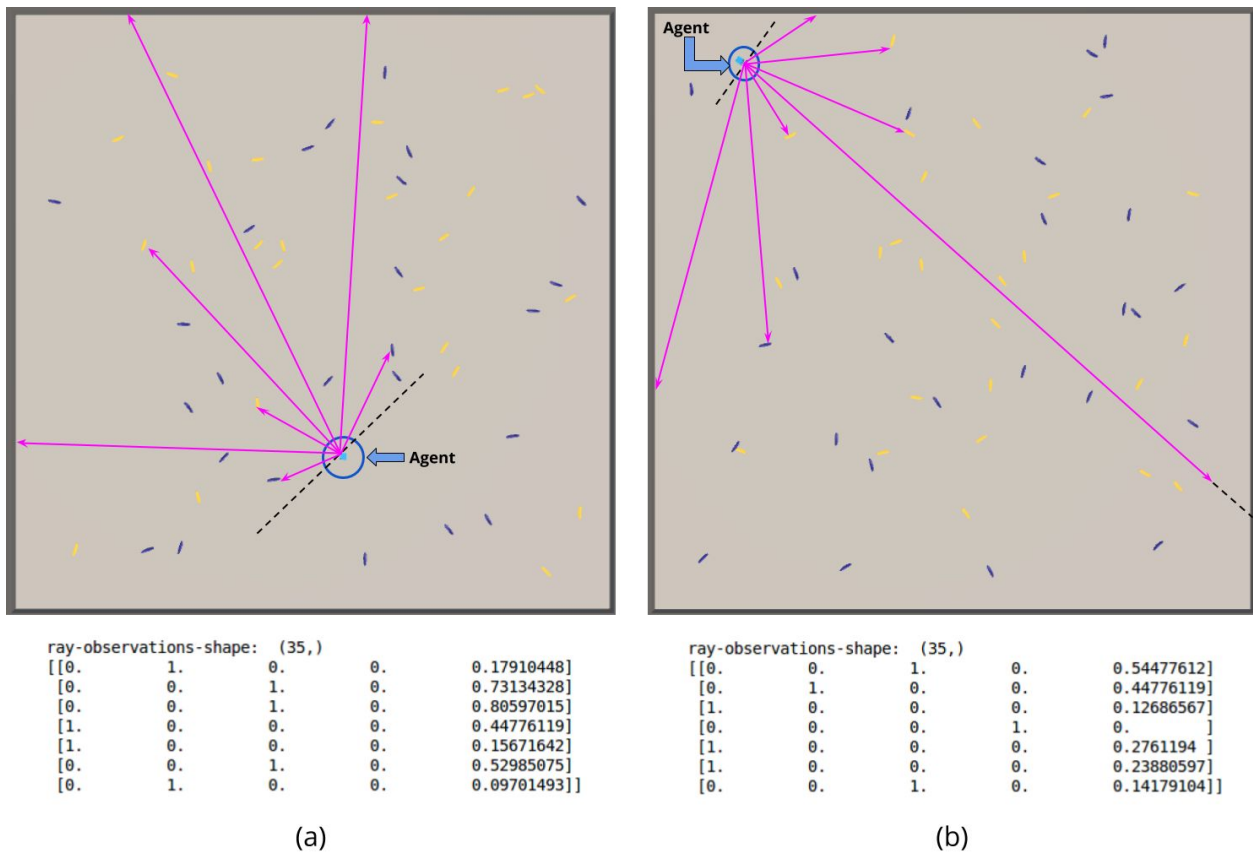 Agent
Agent
ray-observations-shape:  (35,)
[[0. 1. 0. 0. 0.17910448]
[0. 0. 1. 0. 0.73134328]
[0. 0. 1. 0. 0.80597015]
[1. 0. 0. 0. 0.44776119]
[1. 0. 0. 0. 0.15671642]
[0. 0. 1. 0. 0.52985075]
[0. 1. 0. 0. 0.09701493]]
(a)
ray-observations-shape:  (35,)
[[0. 0. 1. 0. 0.54477612]
[0. 1. 0. 0. 0.44776119]
[1. 0. 0. 0. 0.12686567]
[0. 0. 0. 1. 0. ]
[1. 0. 0. 0. 0.2761194 ]
[1. 0. 0. 0. 0.23880597]
[0. 0. 1. 0. 0.14179104]]
(b)